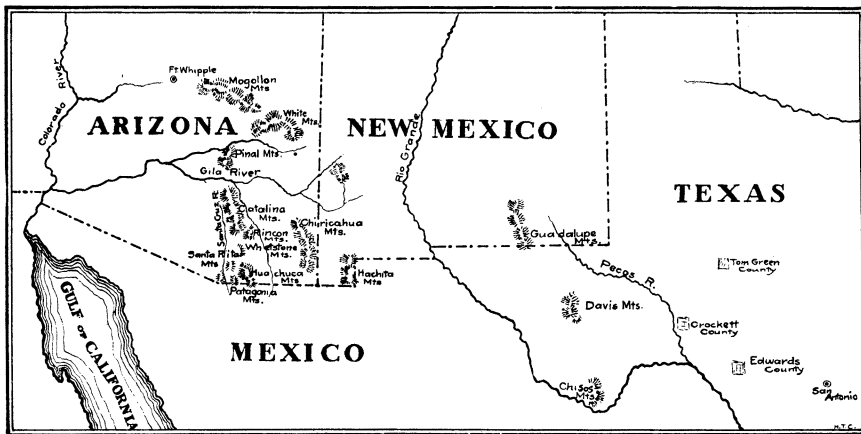 Ft Whipple
Mogollon
Mts
Colorado River
White
Mts.
ARIZONA
NEW MEXICO
Rio Grande
Pinal Mts.
Gila River
TEXAS
Santa Cruz R.
Catalina
Mts.
Chiricahua
Mts.
Rincon
Mts.
Whetstone
Mts.
Santa Ritas
Mts
Huachuca
Mts
Patagonia
Mts.
Hachita
Mts
Guadalupe
Mts.
Pecos R.
Tom Green
County
Davis Mts.
Crockett
County
GULF OF CALIFORNIA
MEXICO
Chisos
Mts
Edwards
County
San
Antonio
M.T.C.